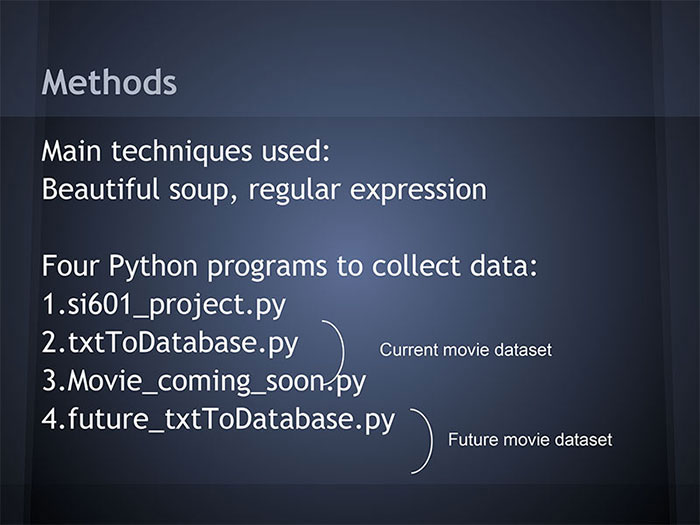 Methods
Main techniques used:
Beautiful soup, regular expression
Four Python programs to collect data:
1.si601_project.py
2.txtToDatabase.py
Current movie dataset
3.Movie_coming_soon.py
4.future_txtToDatabase.py
Future movie dataset